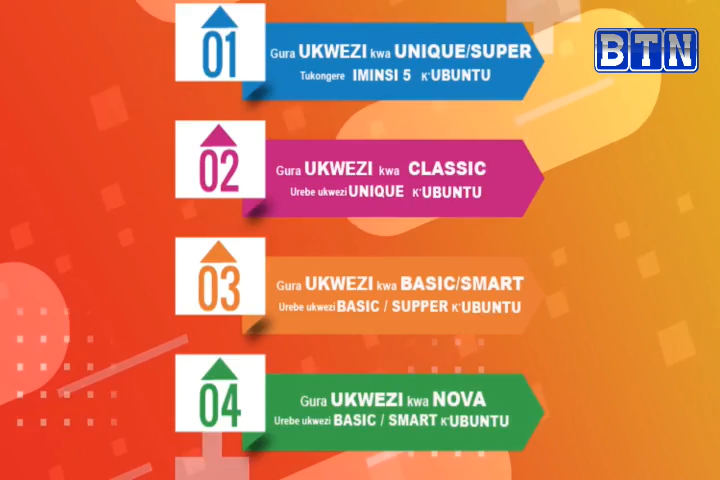 BTN
01
Gura UKWEZI kwa UNIQUE/SUPER
Tukongere IMINSI 5 K'UBUNTU
02
Gura UKWEZI kwa CLASSIC
Urebe ukwezi UNIQUE K'UBUNTU
03
Gura UKWEZI kwa BASIC/SMART
Urebe ukwezi BASIC / SUPPER K'UBUNTU
04
Gura UKWEZI kwa NOVA
Urebe ukwezi BASIC / SMART K'UBUNTU